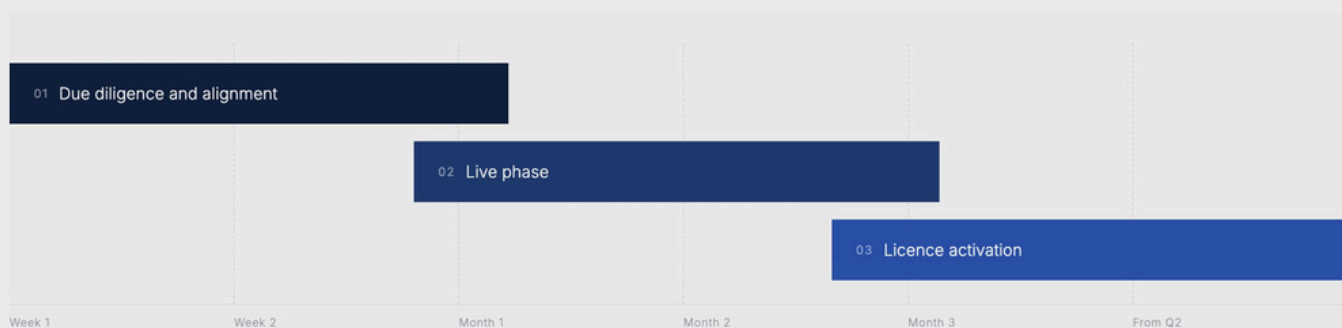 01 Due diligence and alignment
02 Live phase
03 Licence activation
Week 1 Week 2 Month 1 Month 2 Month 3 From Q2